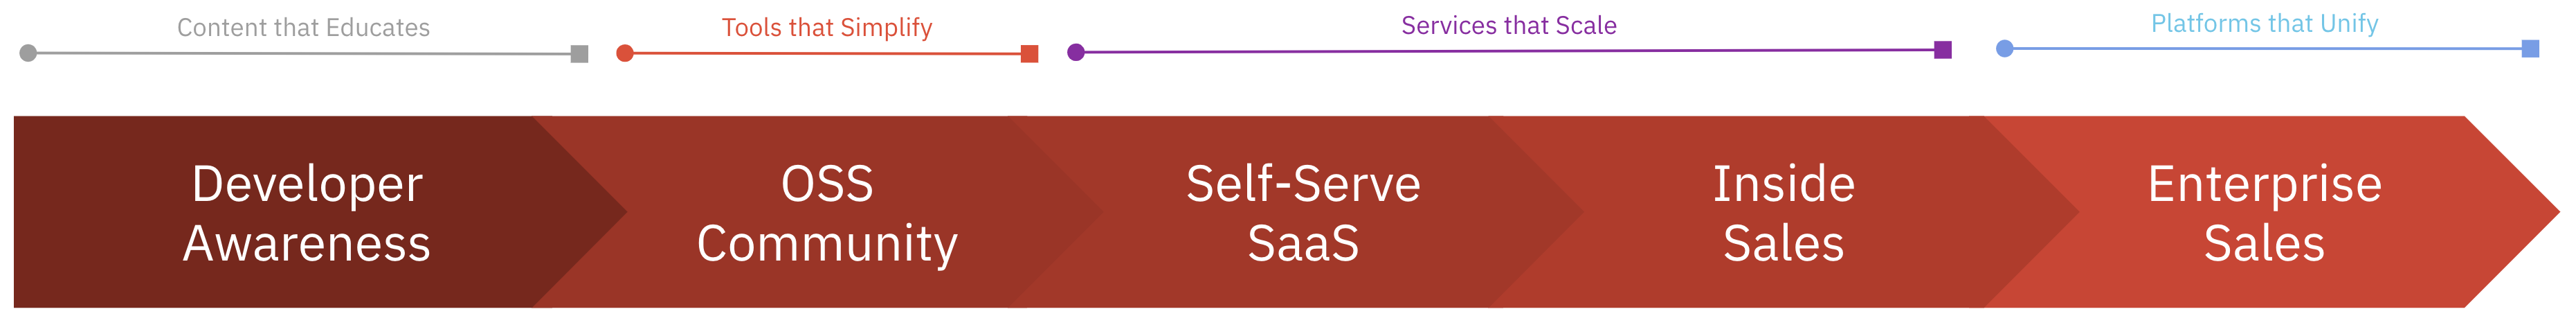 Content that Educates
Tools that Simplify
Services that Scale
Platforms that Unify
Developer
Awareness
OSS
Community
Self-Serve
SaaS
Inside
Sales
Enterprise
Sales